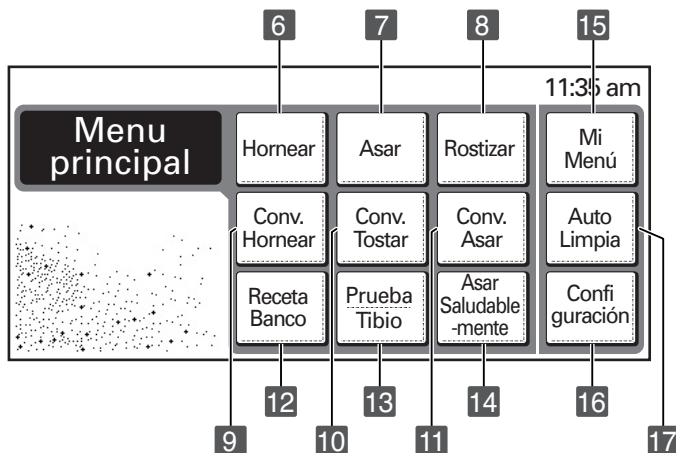 6 7 8 15
11:35 am
Menu
principal
Hornear
Asar
Rostizar
Mi
Menú
Conv.
Hornear
Conv.
Tostar
Conv.
Asar
Auto
Limpia
Receta
Banco
Prueba
Tibio
Asar
Saludable
-mente
Confi
guración
12 13 14 16
9 10 11 17